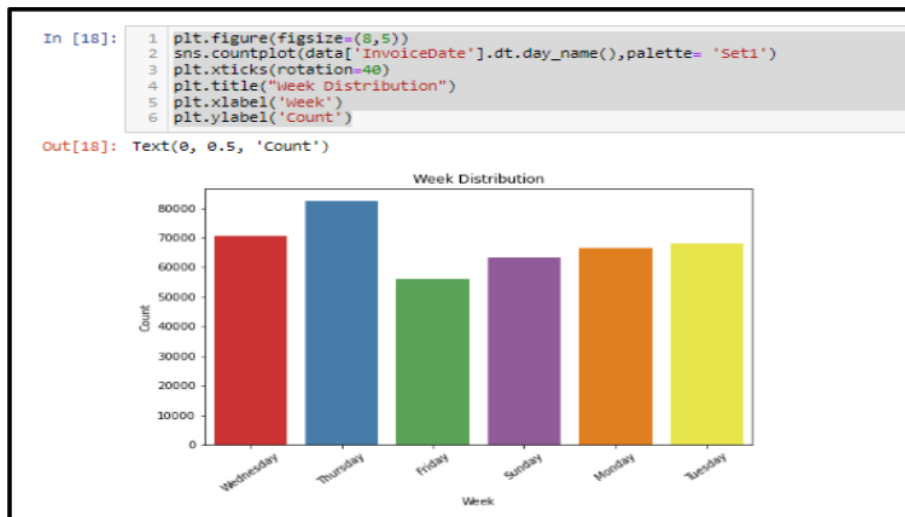 In [18]:
1 plt.figure(figsize=(8,5))
2 sns.countplot(data['InvoiceDate'].dt.day_name(),palette= 'Set1')
3 plt.xticks(rotation=40)
4 plt.title("Week Distribution")
5 plt.xlabel('Week')
6 plt.ylabel('Count')
Out[18]: Text(0, 0.5, 'Count')
Week Distribution
80000
70000
60000
50000
40000
30000
20000
10000
0
Count
Wednesday Thursday Friday Sunday Monday Tuesday
Week